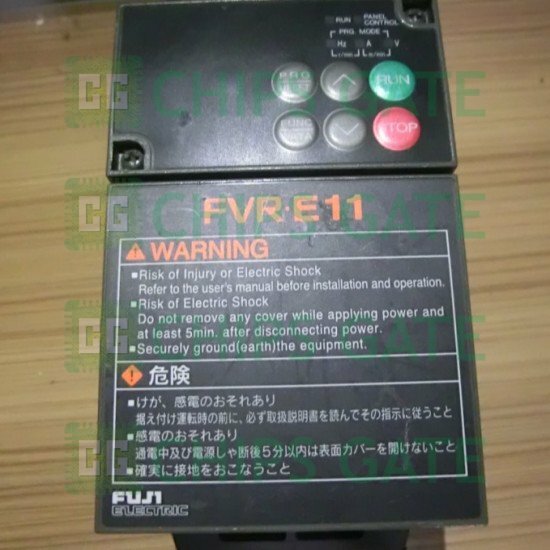 RUN PANEL CONTROL
PRG. MODE
Hz A V
PRG
RUN
FUNC
STOP
CHIPS GATE
FVR·E11
WARNING
■Risk of Injury or Electric Shock
Refer to the user's manual before installation and operation.
■Risk of Electric Shock
Do not remove any cover while applying power and
at least 5min. after disconnecting power.
■Securely ground(earth)the equipment.
危険
■けが、感電のおそれあり
据え付け運転時の前に、必ず取扱説明書を読んでその指示に従うこと
■感電のおそれあり
通電中及び電源しゃ断後5分以内は表面カバーを開けないこと
■確実に接地をおこなうこと
FUJI
ELECTRIC